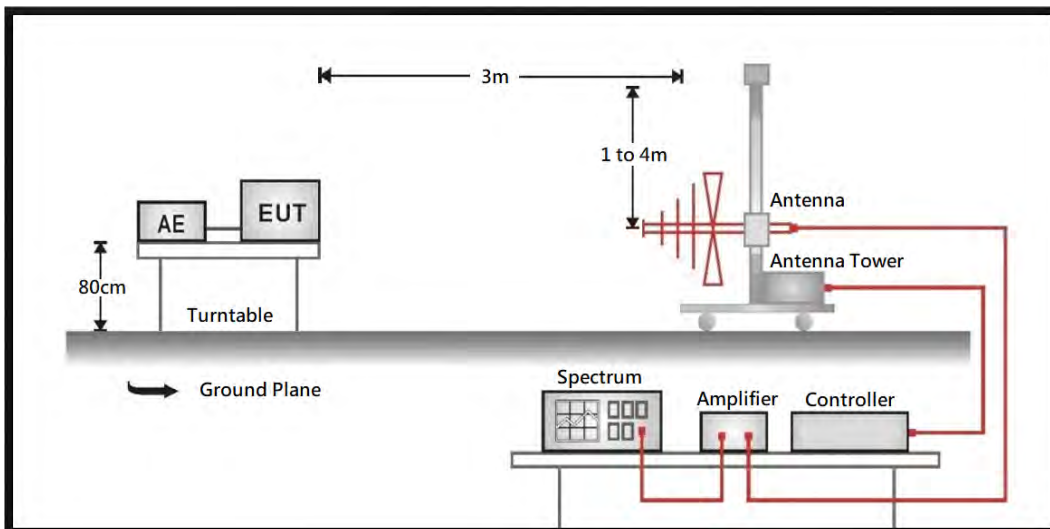 3m
1 to 4m
AE
EUT
Antenna
80cm
Antenna Tower
Turntable
Ground Plane
Spectrum
Amplifier
Controller